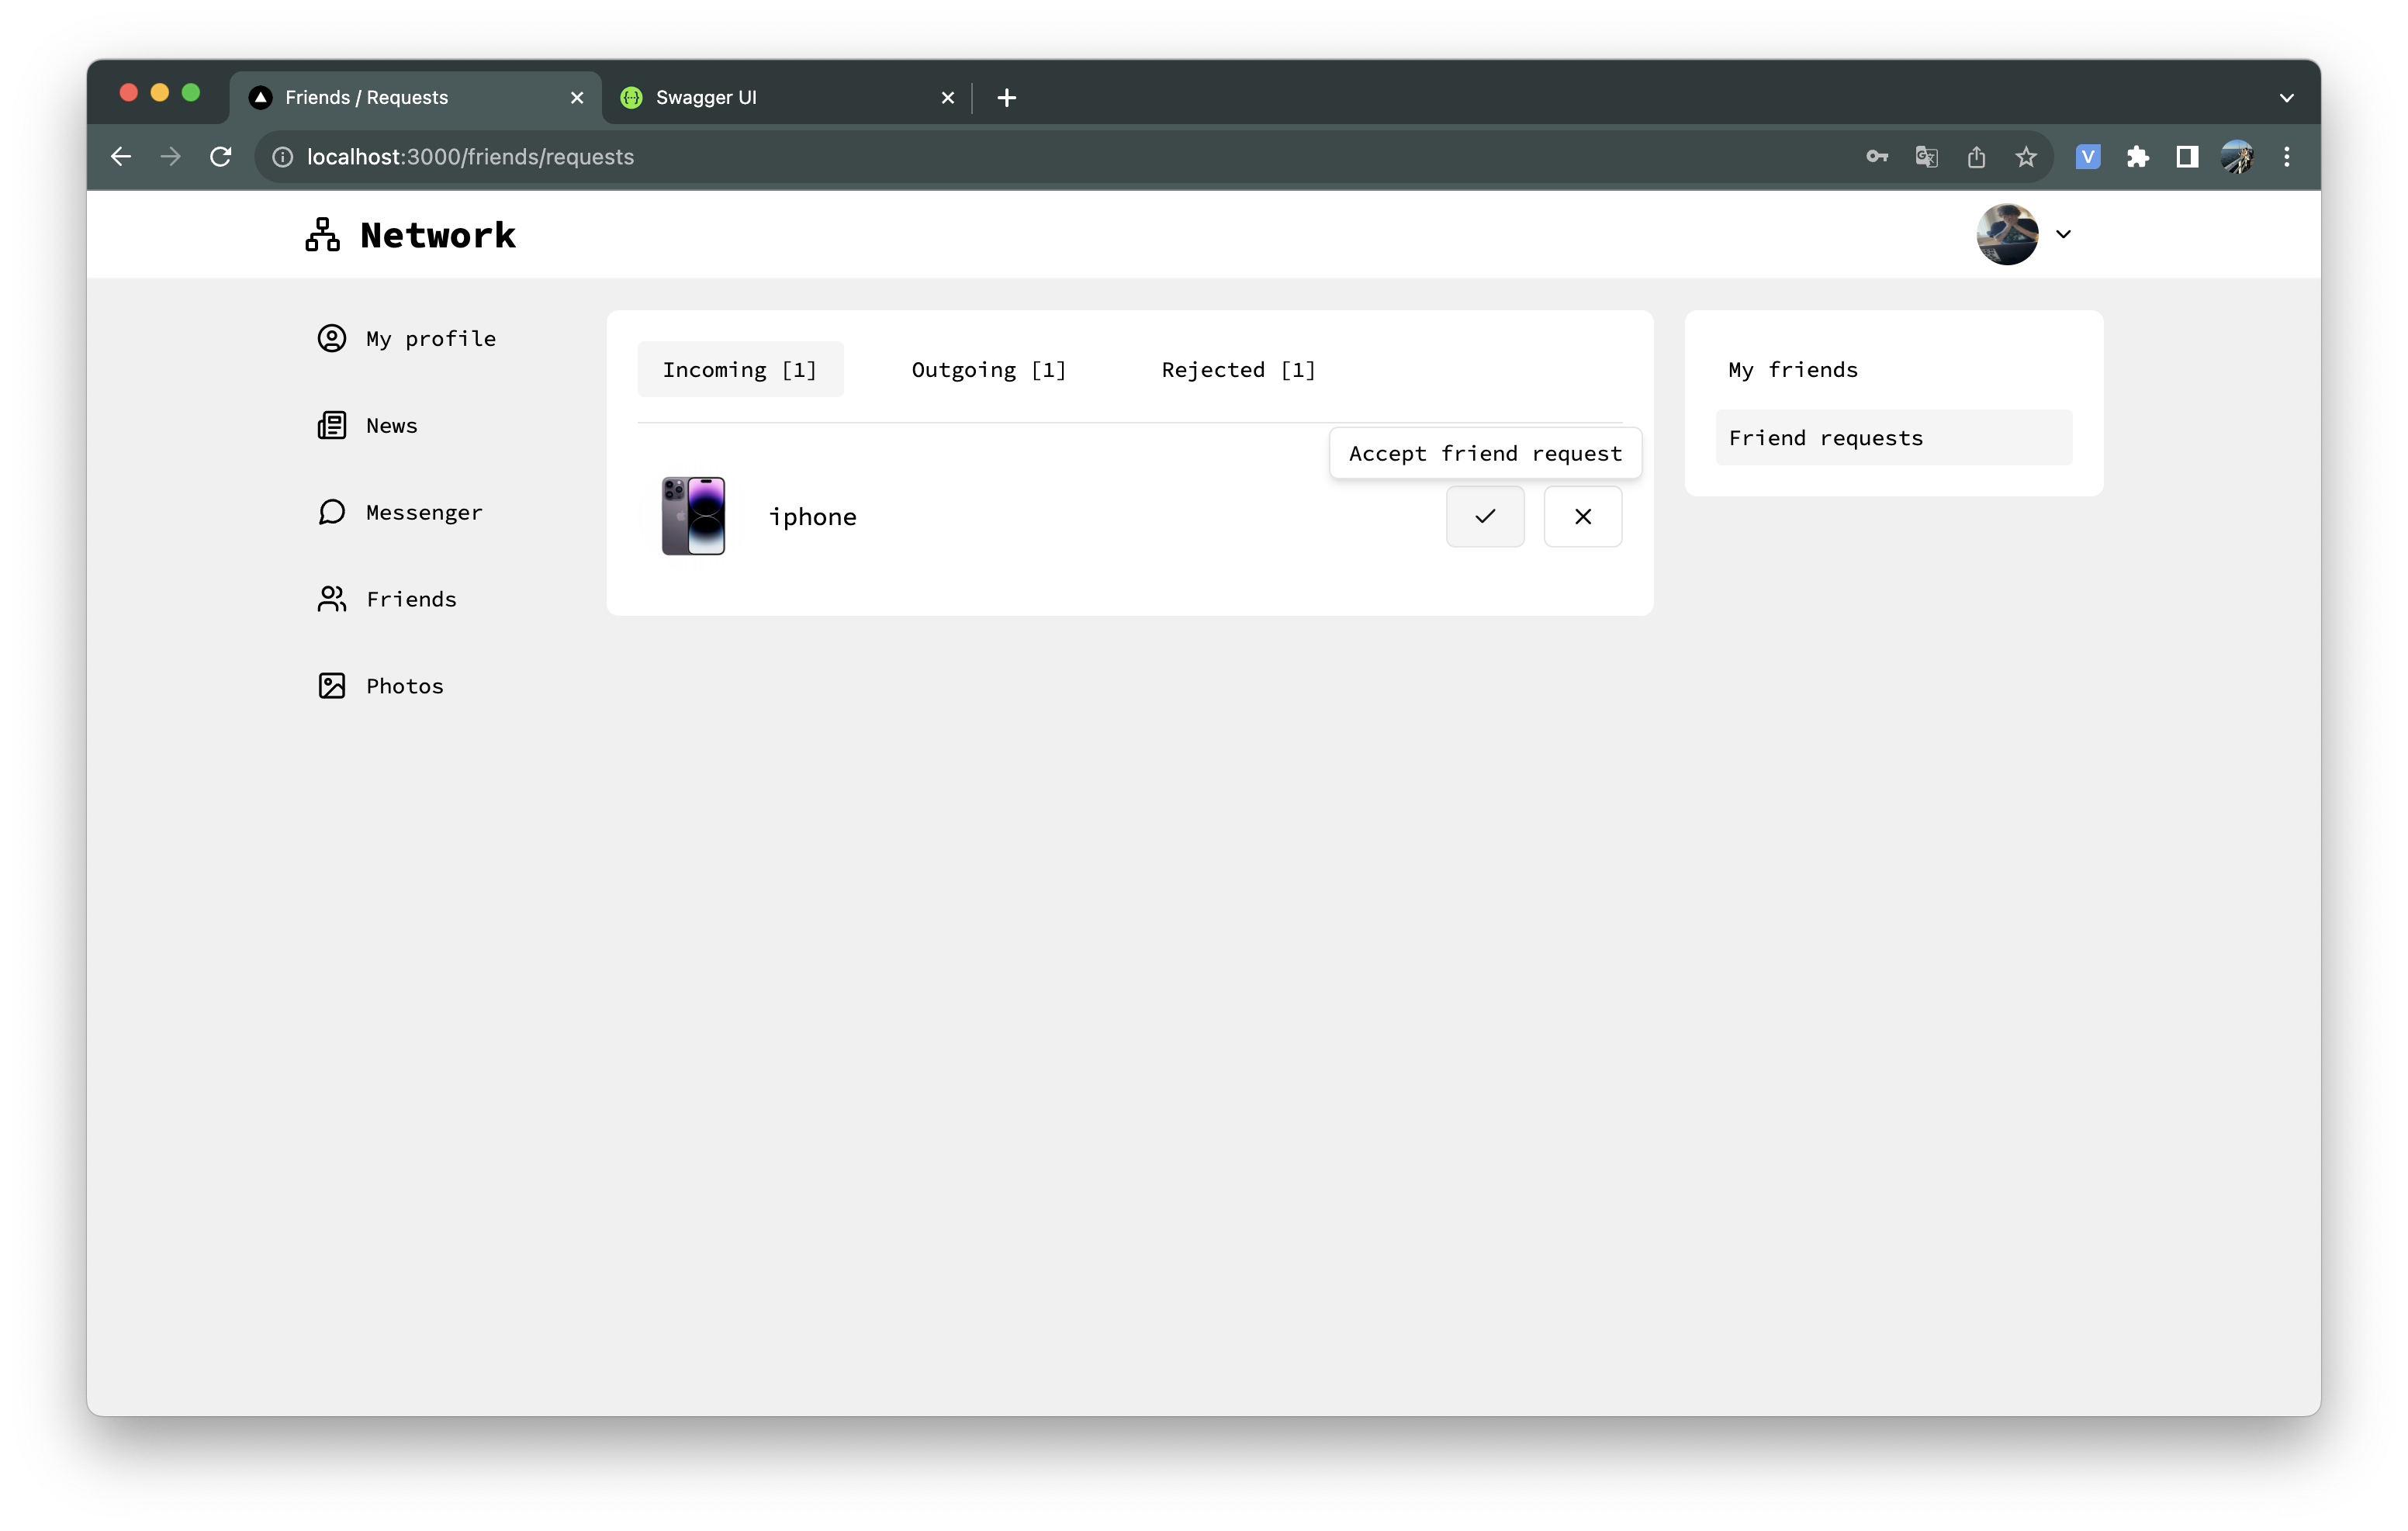 Friends / Requests
Swagger UI
localhost:3000/friends/requests
V
Network
My profile
News
Messenger
Friends
Photos
Incoming [1]
Outgoing [1]
Rejected [1]
Accept friend request
iphone
My friends
Friend requests